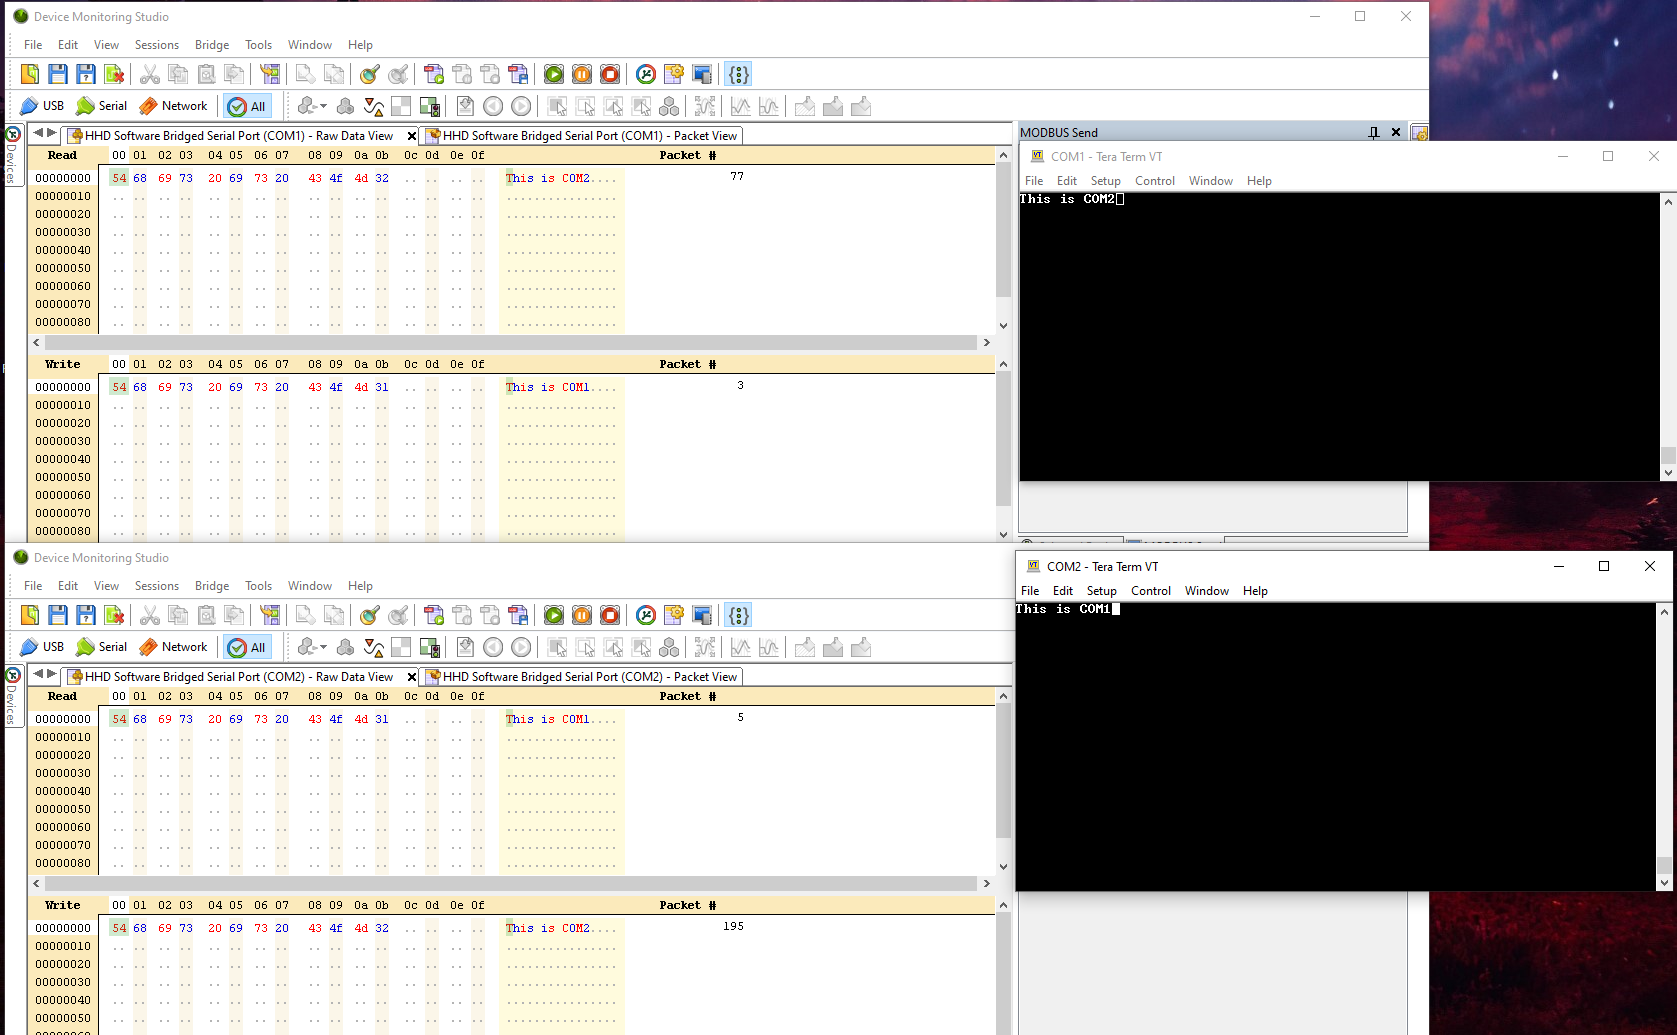 Device Monitoring Studio
File Edit View Sessions Bridge Tools Window Help
USB Serial Network All
Devices
HHD Software Bridged Serial Port (COM1) - Raw Data View HHD Software Bridged Serial Port (COM1) - Packet View
Read 00 01 02 03 04 05 06 07 08 09 0a 0b 0c 0d 0e 0f Packet #
00000000 54 68 69 73 20 69 73 20 43 4f 4d 32 .. .. .. .. This is COM2.... 77
00000010
00000020
00000030
00000040
00000050
00000060
00000070
00000080
Write 00 01 02 03 04 05 06 07 08 09 0a 0b 0c 0d 0e 0f Packet #
00000000 54 68 69 73 20 69 73 20 43 4f 4d 31 .. .. .. .. This is COM1.... 3
00000010
00000020
00000030
00000040
00000050
00000060
00000070
00000080
MODBUS Send
COM1 - Tera Term VT
File Edit Setup Control Window Help
This is COM2
Device Monitoring Studio
File Edit View Sessions Bridge Tools Window Help
USB Serial Network All
Devices
HHD Software Bridged Serial Port (COM2) - Raw Data View HHD Software Bridged Serial Port (COM2) - Packet View
Read 00 01 02 03 04 05 06 07 08 09 0a 0b 0c 0d 0e 0f Packet #
00000000 54 68 69 73 20 69 73 20 43 4f 4d 31 .. .. .. .. This is COM1.... 5
00000010
00000020
00000030
00000040
00000050
00000060
00000070
00000080
Write 00 01 02 03 04 05 06 07 08 09 0a 0b 0c 0d 0e 0f Packet #
00000000 54 68 69 73 20 69 73 20 43 4f 4d 32 .. .. .. .. This is COM2.... 195
00000010
00000020
00000030
00000040
00000050
COM2 - Tera Term VT
File Edit Setup Control Window Help
This is COM1